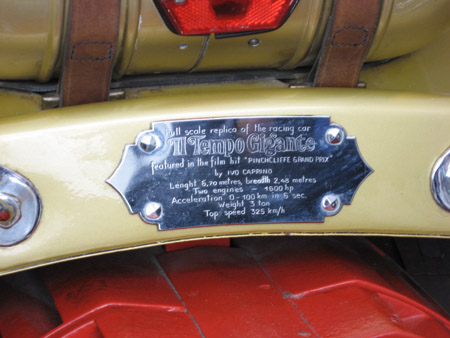 Full scale replica of the racing car
Il Tempo Gigante
featured in the film hit "PINCHCLIFFE GRAND PRIX"
by IVO CAPRINO
Lenght 6,70 metres, breadth 2,48 metres
Two engines - 1600 hp
Acceleration 0-100 km in 6 sec.
Weight 3 ton
Top speed 325 km/h